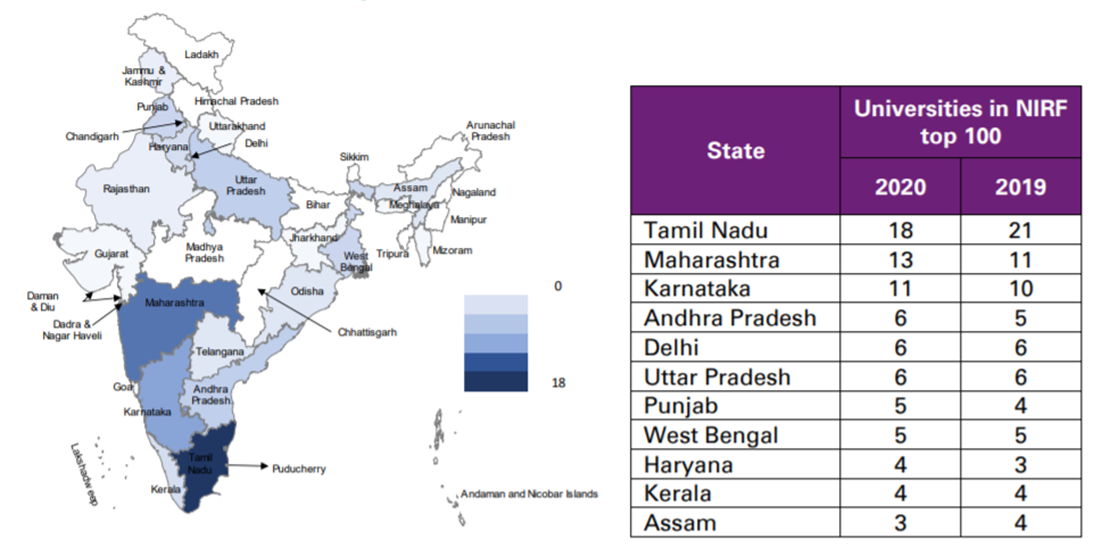 Ladakh
Jammu &
Kashmir
Himachal Pradesh
Punjab
Chandigarh
Uttarakhand
Haryana
Delhi
Arunachal
Pradesh
Sikkim
Rajasthan
Uttar
Pradesh
Assam
Nagaland
Bihar
Meghalaya
Manipur
Jharkhand
Gujarat
Madhya
Pradesh
West
Bengal
Tripura
Mizoram
Daman
& Diu
Maharashtra
Odisha
Dadra &
Nagar Haveli
Chhattisgarh
Telangana
Goa
Andhra
Pradesh
Karnataka
Tamil
Nadu
Puducherry
Lakshadweep
Kerala
Andaman and Nicobar Islands
0
18
State
Universities in NIRF
top 100
2020 2019
Tamil Nadu 18 21
Maharashtra 13 11
Karnataka 11 10
Andhra Pradesh 6 5
Delhi 6 6
Uttar Pradesh 6 6
Punjab 5 4
West Bengal 5 5
Haryana 4 3
Kerala 4 4
Assam 3 4